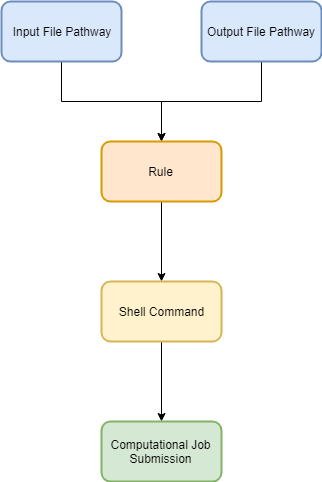 Input File Pathway
Output File Pathway
Rule
Shell Command
Computational Job
Submission